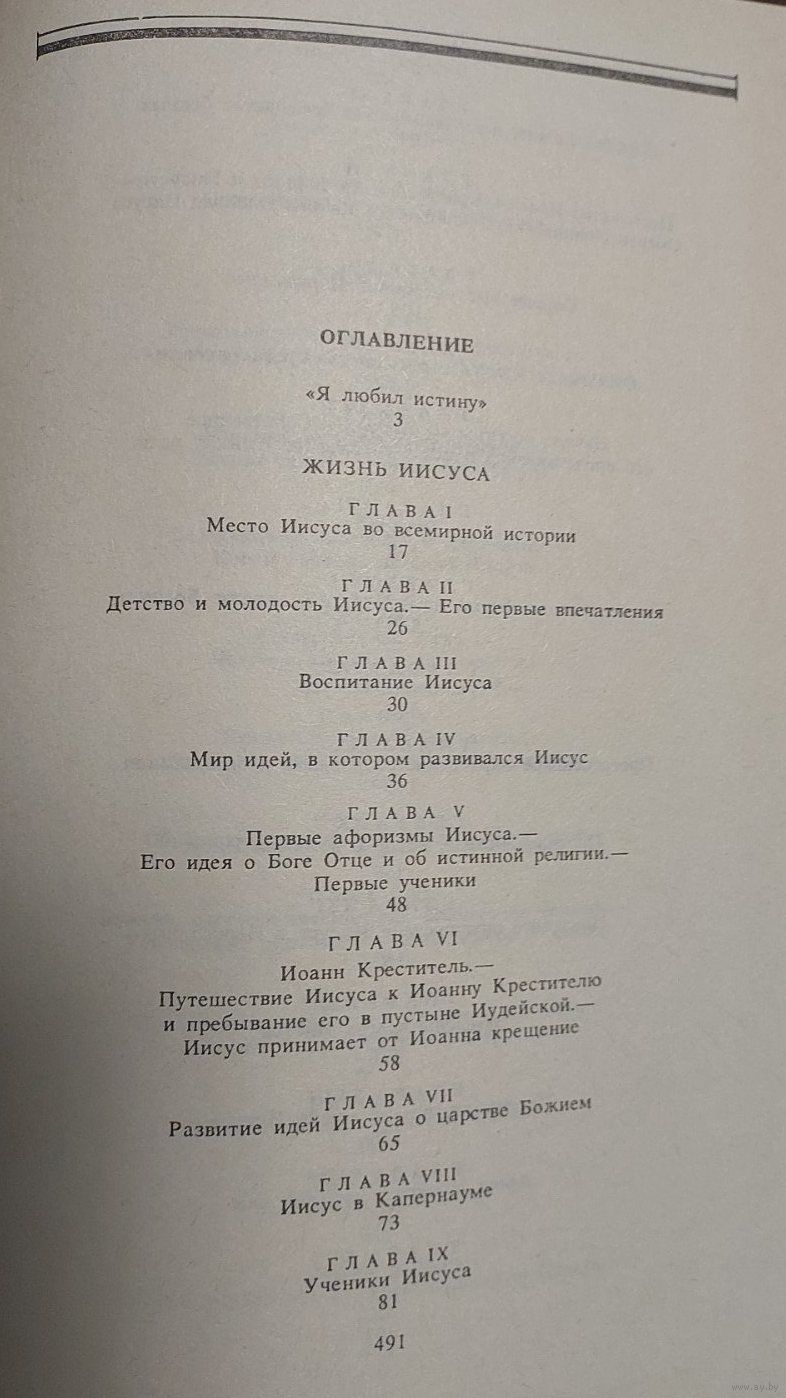 ОГЛАВЛЕНИЕ
«Я любил истину»
3
ЖИЗНЬ ИИСУСА
ГЛАВА I
Место Иисуса во всемирной истории
17
ГЛАВА II
Детство и молодость Иисуса.— Его первые впечатления
26
ГЛАВА III
Воспитание Иисуса
30
ГЛАВА IV
Мир идей, в котором развивался Иисус
36
ГЛАВА V
Первые афоризмы Иисуса.—
Его идея о Боге Отце и об истинной религии.—
Первые ученики
48
ГЛАВА VI
Иоанн Креститель.—
Путешествие Иисуса к Иоанну Крестителю
и пребывание его в пустыне Иудейской.—
Иисус принимает от Иоанна крещение
58
ГЛАВА VII
Развитие идей Иисуса о царстве Божием
65
ГЛАВА VIII
Иисус в Капернауме
73
ГЛАВА IX
Ученики Иисуса
81
491
www.ay.by